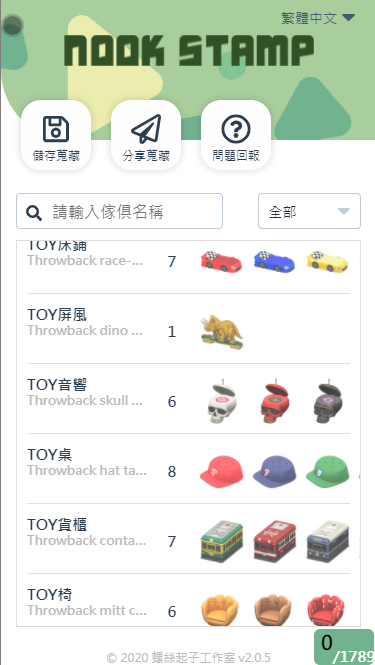 繁體中文
NOOK STAMP
儲存蒐藏
分享蒐藏
問題回報
請輸入傢俱名稱
全部
TOY床鋪
Throwback race-...
7
TOY屏風
Throwback dino ...
1
TOY音響
Throwback skull ...
6
TOY桌
Throwback hat ta...
8
TOY貨櫃
Throwback conta...
7
TOY椅
Throwback mitt c...
6
0
/1789
© 2020 螺絲起子工作室 v2.0.5